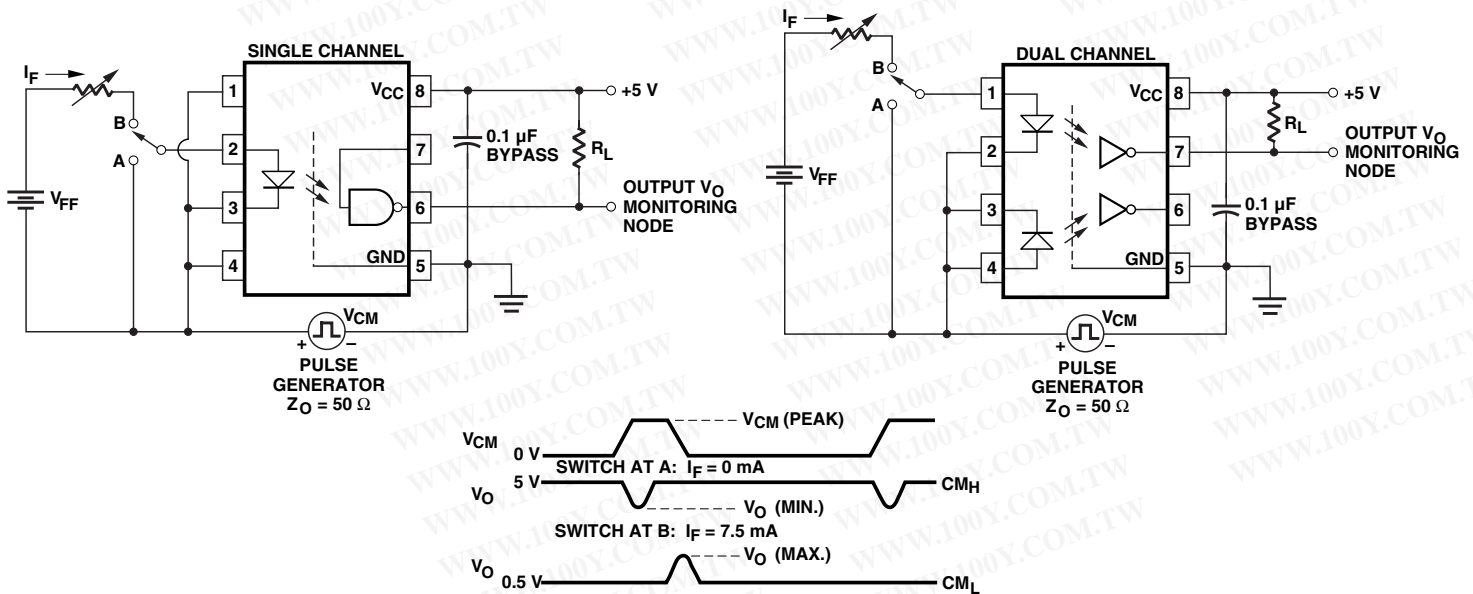 SINGLE CHANNEL
I_F
1
V_CC
8
+5 V
B
A
2
7
0.1 µF
BYPASS
R_L
V_FF
3
6
OUTPUT V_O
MONITORING
NODE
4
GND
5
V_CM
+
–
PULSE
GENERATOR
Z_O = 50 Ω
I_F
DUAL CHANNEL
B
A
1
V_CC
8
+5 V
R_L
2
7
OUTPUT V_O
MONITORING
NODE
V_FF
3
6
0.1 µF
BYPASS
4
GND
5
V_CM
+
–
PULSE
GENERATOR
Z_O = 50 Ω
V_CM
V_CM (PEAK)
0 V
SWITCH AT A: I_F = 0 mA
V_O
5 V
CM_H
V_O (MIN.)
SWITCH AT B: I_F = 7.5 mA
V_O
0.5 V
V_O (MAX.)
CM_L
WWW.100Y.COM.TW